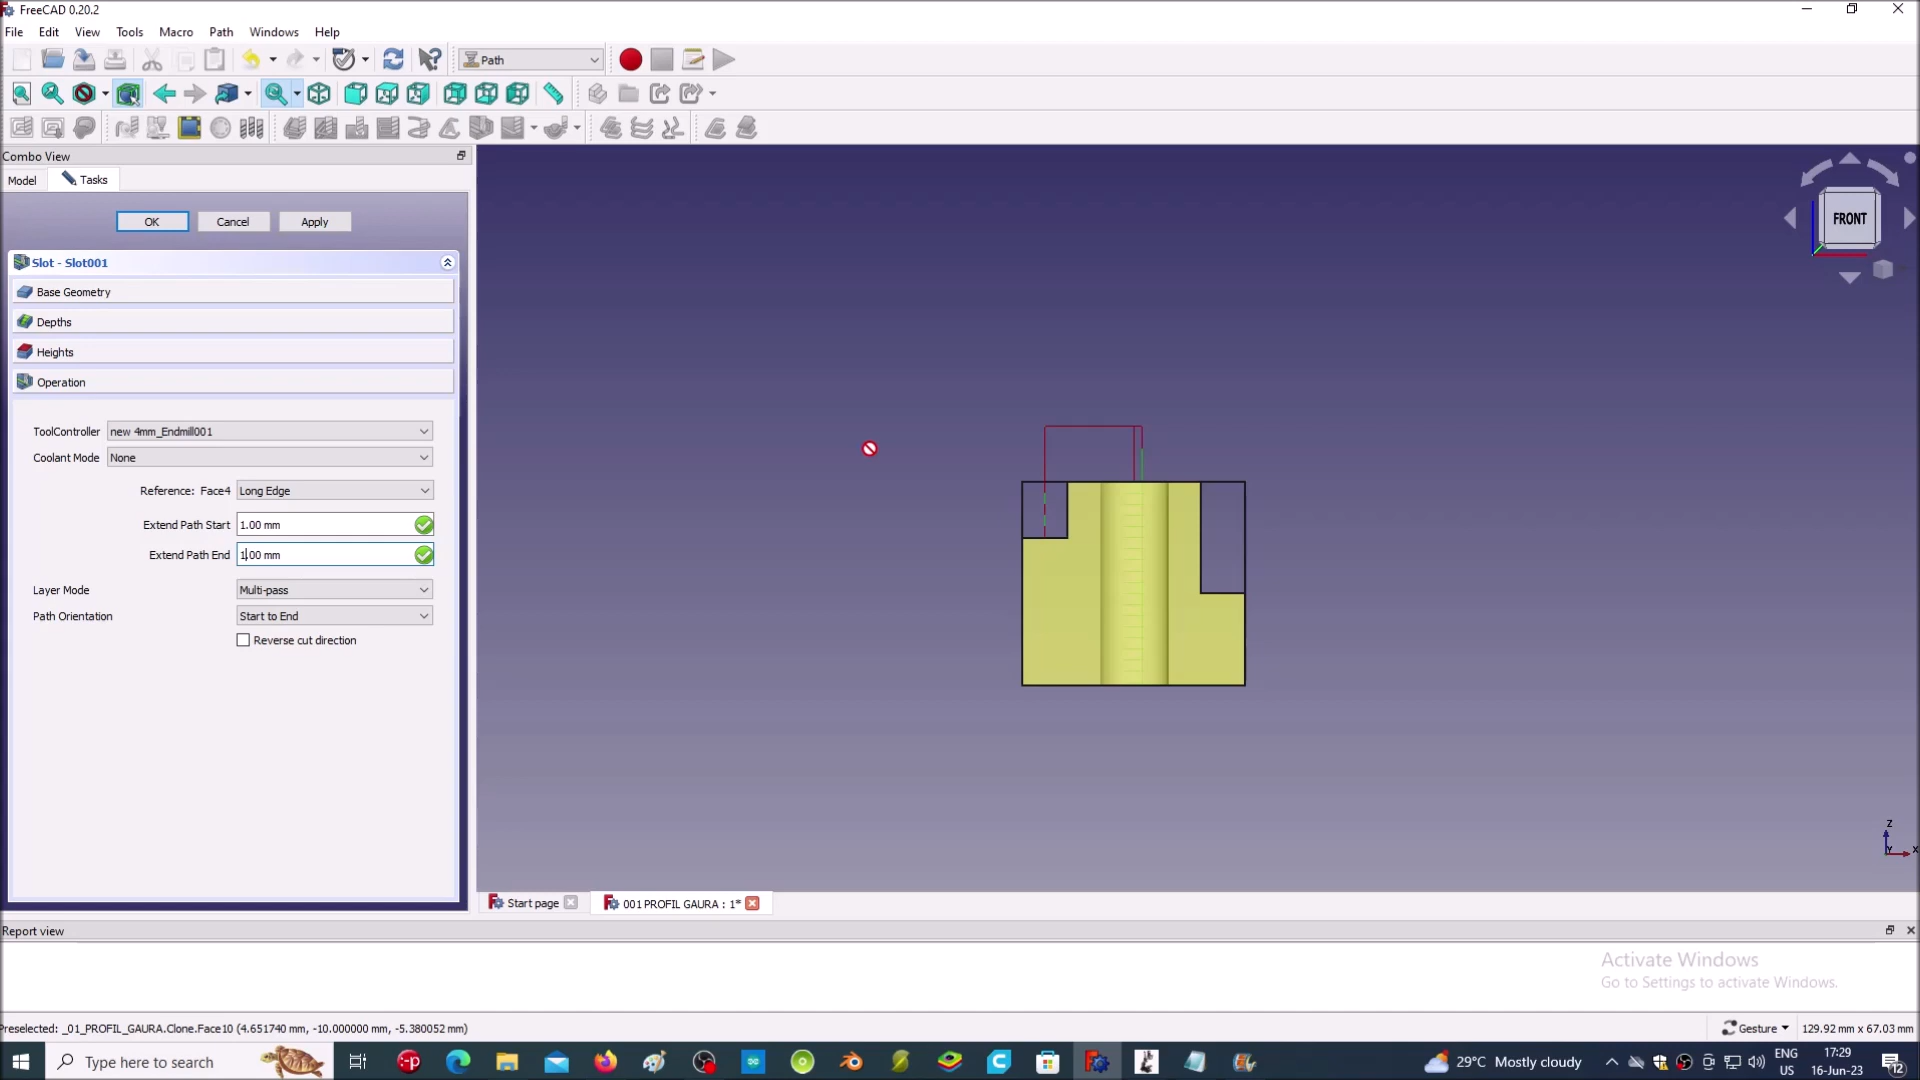 FreeCAD 0.20.2
File Edit View Tools Macro Path Windows Help
Path
Combo View
Model Tasks
OK Cancel Apply
Slot - Slot001
Base Geometry
Depths
Heights
Operation
ToolController new 4mm_Endmill001
Coolant Mode None
Reference: Face4 Long Edge
Extend Path Start 1.00 mm
Extend Path End 1.00 mm
Layer Mode Multi-pass
Path Orientation Start to End
Reverse cut direction
FRONT
Z
Y
X
Start page 001 PROFIL GAURA : 1*
Report view
Activate Windows
Go to Settings to activate Windows.
Preselected: _01_PROFIL_GAURA.Clone.Face10 (4.651740 mm, -10.000000 mm, -5.380052 mm)
Gesture 129.92 mm x 67.03 mm
Type here to search
29°C Mostly cloudy
ENG
US
17:29
16-Jun-23
12